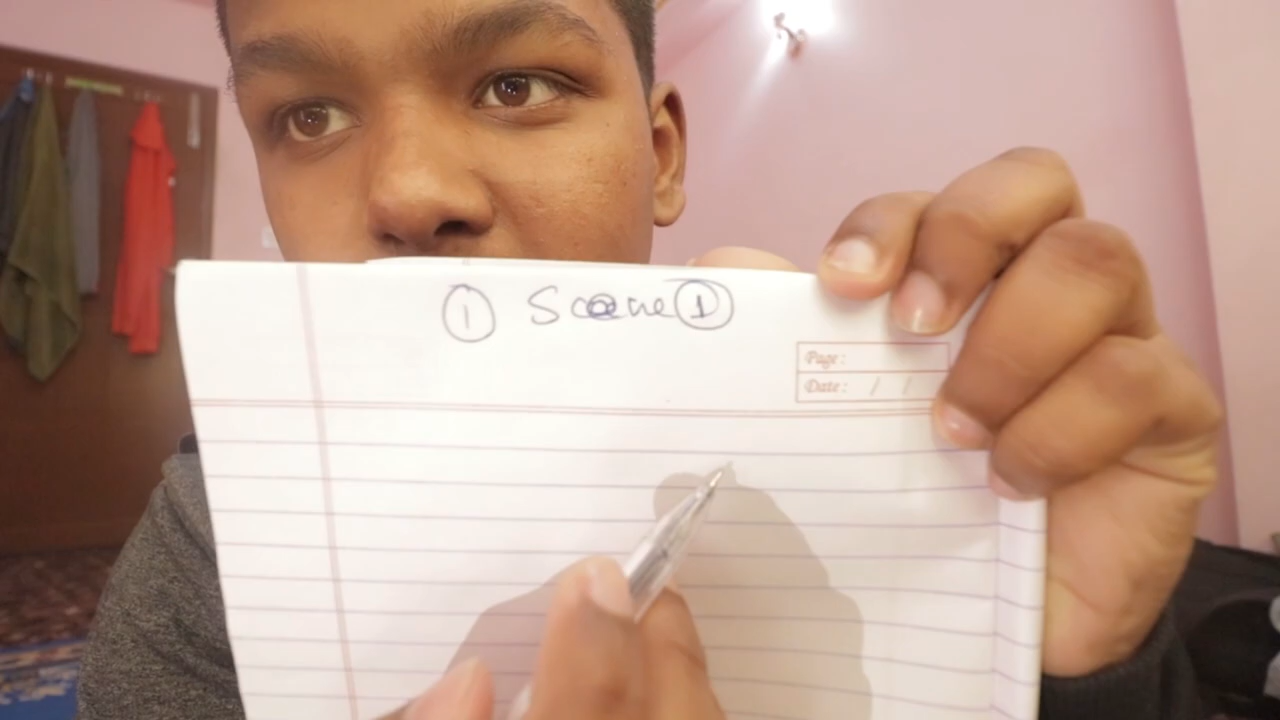 ① Scene ①
Page:
Date: / /